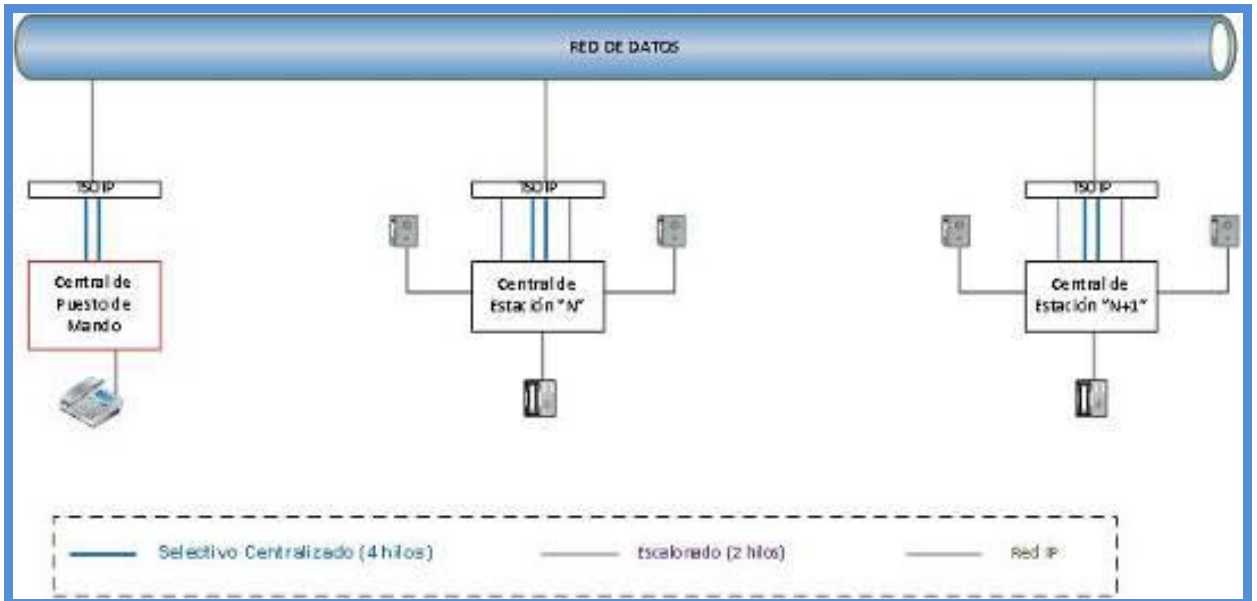 RED DE DATOS
TSO IP
TSO IP
TSO IP
Central de
Puesto de
Mando
Central de
Estación "N"
Central de
Estación "N+1"
Selectivo Centralizado (4 hilos)
Escalonado (2 hilos)
Red IP